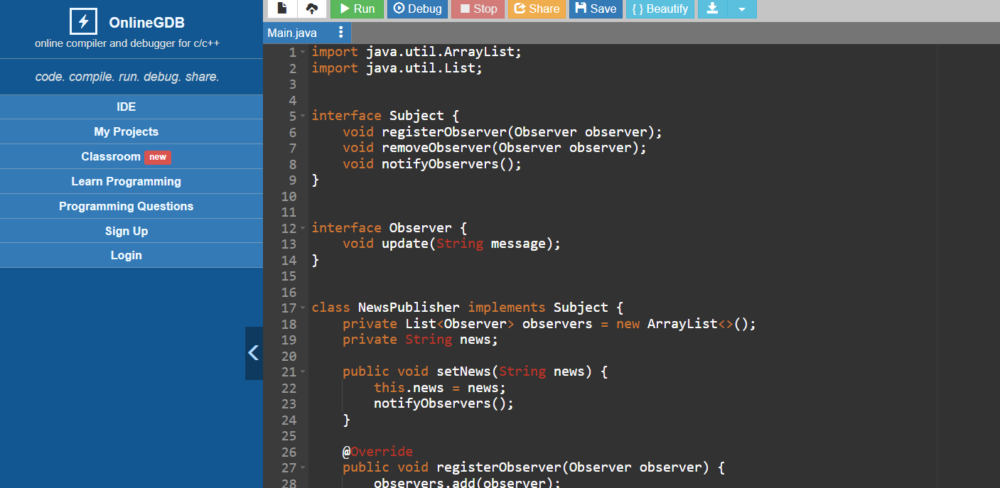 OnlineGDB
online compiler and debugger for c/c++
code. compile. run. debug. share.
IDE
My Projects
Classroom new
Learn Programming
Programming Questions
Sign Up
Login
Run Debug Stop Share Save { } Beautify
Main.java
1 import java.util.ArrayList;
2 import java.util.List;
3
4
5 interface Subject {
6     void registerObserver(Observer observer);
7     void removeObserver(Observer observer);
8     void notifyObservers();
9 }
10
11
12 interface Observer {
13     void update(String message);
14 }
15
16
17 class NewsPublisher implements Subject {
18     private List<Observer> observers = new ArrayList<>();
19     private String news;
20
21     public void setNews(String news) {
22         this.news = news;
23         notifyObservers();
24     }
25
26     @Override
27     public void registerObserver(Observer observer) {
28         observers.add(observer);